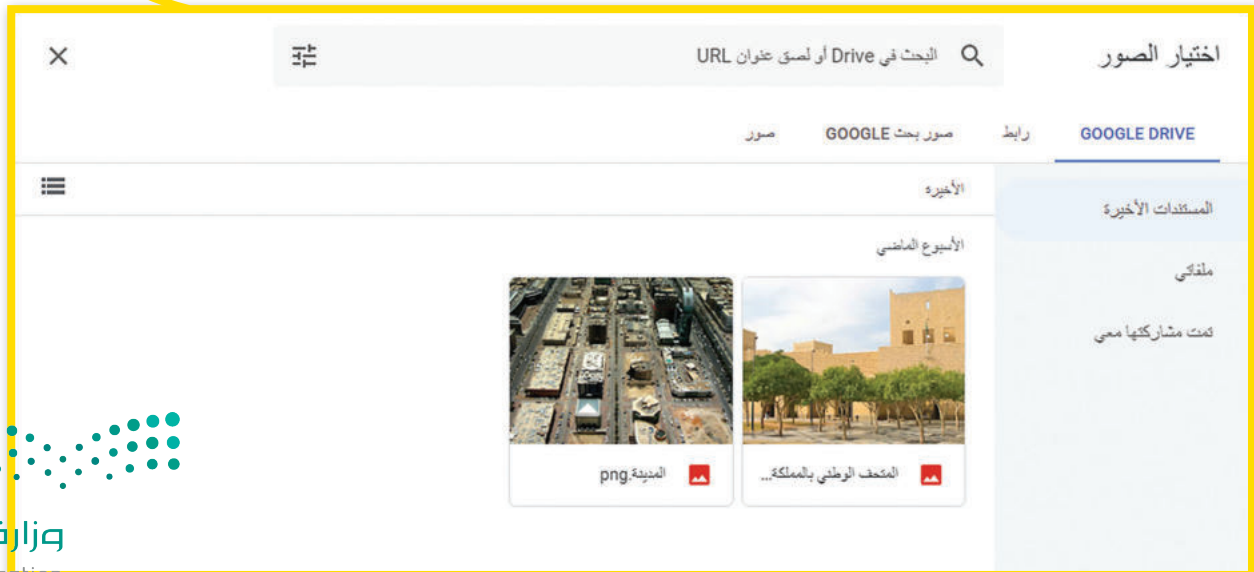 اختيار الصور
البحث في Drive أو لصق عنوان URL
GOOGLE DRIVE
رابط
صور بحث GOOGLE
صور
المستندات الأخيرة
ملفاتي
تمت مشاركتها معي
الأخيرة
الأسبوع الماضي
المتحف الوطني بالمملكة...
المدينة.png